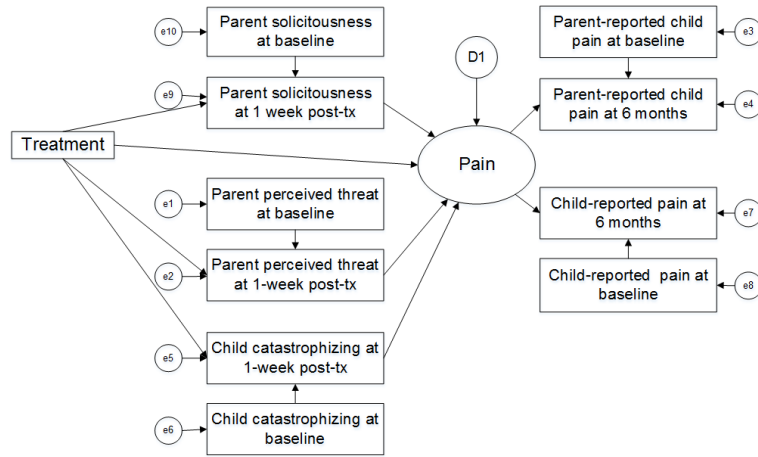 e10
Parent solicitousness
at baseline
e9
Parent solicitousness
at 1 week post-tx
Treatment
e1
Parent perceived threat
at baseline
e2
Parent perceived threat
at 1-week post-tx
e5
Child catastrophizing at
1-week post-tx
e6
Child catastrophizing at
baseline
D1
Pain
Parent-reported child
pain at baseline
e3
Parent-reported child
pain at 6 months
e4
Child-reported pain at
6 months
e7
Child-reported pain at
baseline
e8